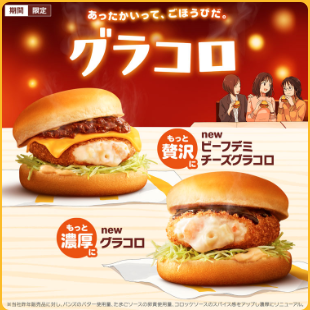 期間 限定
あったかいって、ごほうびだ。
グラコロ
もっと
贅沢に
new
ビーフデミ
チーズグラコロ
もっと
濃厚に
new
グラコロ